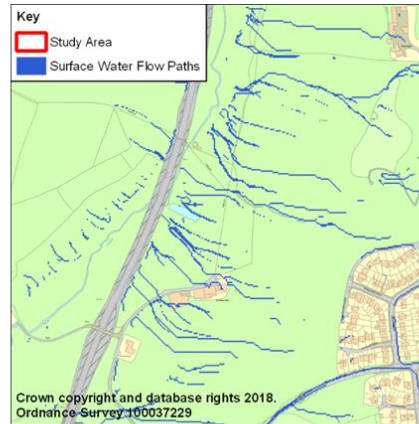 Key
Study Area
Surface Water Flow Paths
Crown copyright and database rights 2018.
Ordnance Survey 100037229